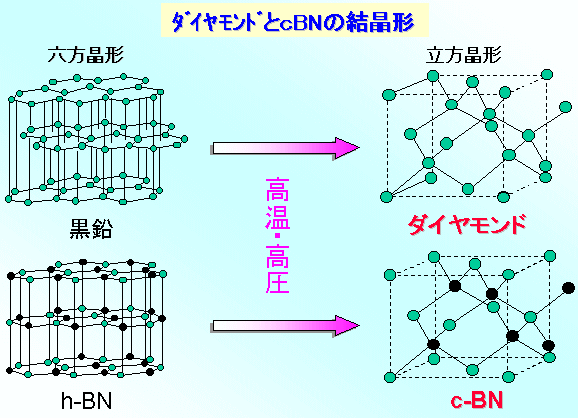 ﾀﾞｲﾔﾓﾝﾄﾞとcBNの結晶形
六方晶形
立方晶形
高温・高圧
黒鉛
ダイヤモンド
h-BN
c-BN